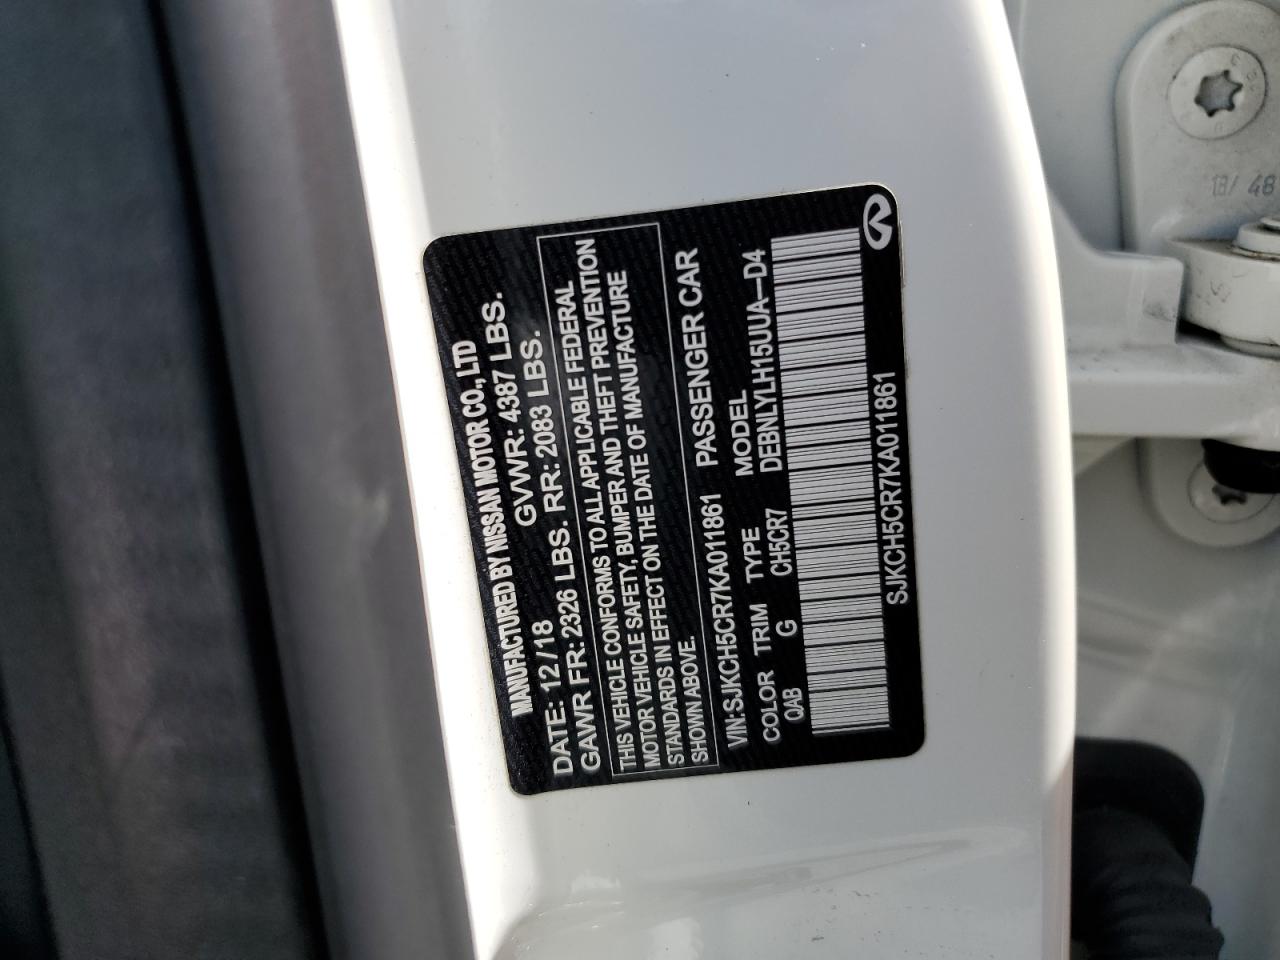 MANUFACTURED BY NISSAN MOTOR CO., LTD
DATE: 12/18 GVWR: 4387 LBS.
GAWR FR: 2326 LBS. RR: 2083 LBS.
THIS VEHICLE CONFORMS TO ALL APPLICABLE FEDERAL
MOTOR VEHICLE SAFETY, BUMPER AND THEFT PREVENTION
STANDARDS IN EFFECT ON THE DATE OF MANUFACTURE
SHOWN ABOVE.
VIN:SJKCH5CR7KA011861 PASSENGER CAR
COLOR TRIM TYPE MODEL
QAB G CH5CR7 DEBNLYLH15UUA—D4
SJKCH5CR7KA011861
18/ 48